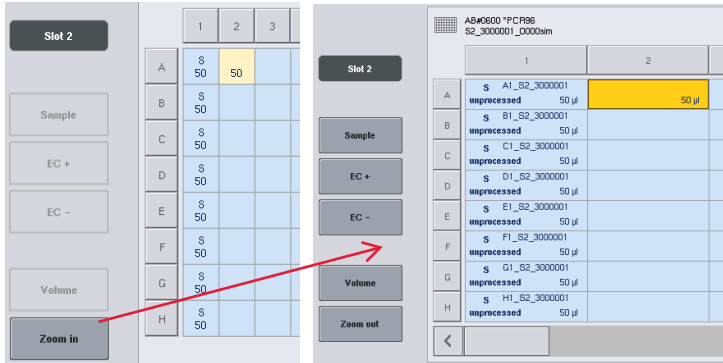 Slot 2
Sample
EC +
EC -
Volume
Zoom in
1 2 3
A S 50 50
B S 50
C S 50
D S 50
E S 50
F S 50
G S 50
H S 50
AB#0600 *PCR96
S2_3000001_0000sim
Slot 2
Sample
EC +
EC -
Volume
Zoom out
1 2
A S A1_S2_3000001
unprocessed 50 µl 50 µl
B S B1_S2_3000001
unprocessed 50 µl
C S C1_S2_3000001
unprocessed 50 µl
D S D1_S2_3000001
unprocessed 50 µl
E S E1_S2_3000001
unprocessed 50 µl
F S F1_S2_3000001
unprocessed 50 µl
G S G1_S2_3000001
unprocessed 50 µl
H S H1_S2_3000001
unprocessed 50 µl
<